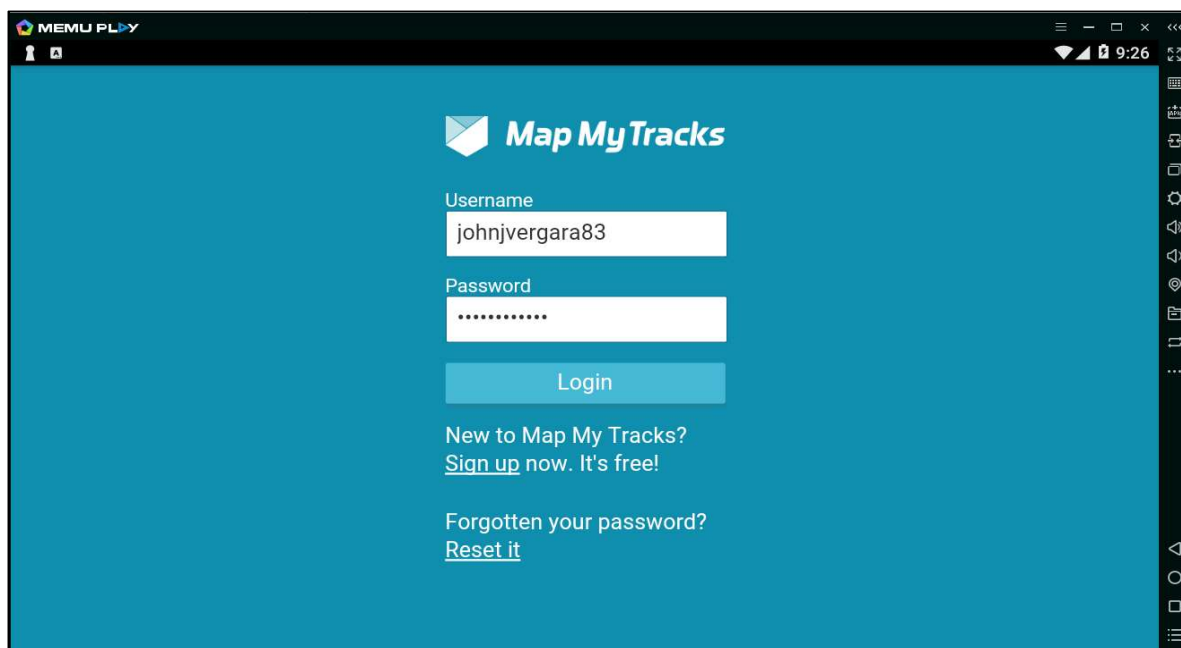 MEMU PLAY
9:26
Map My Tracks
Username
johnjvergara83
Password
••••••••••••
Login
New to Map My Tracks?
Sign up now. It's free!
Forgotten your password?
Reset it